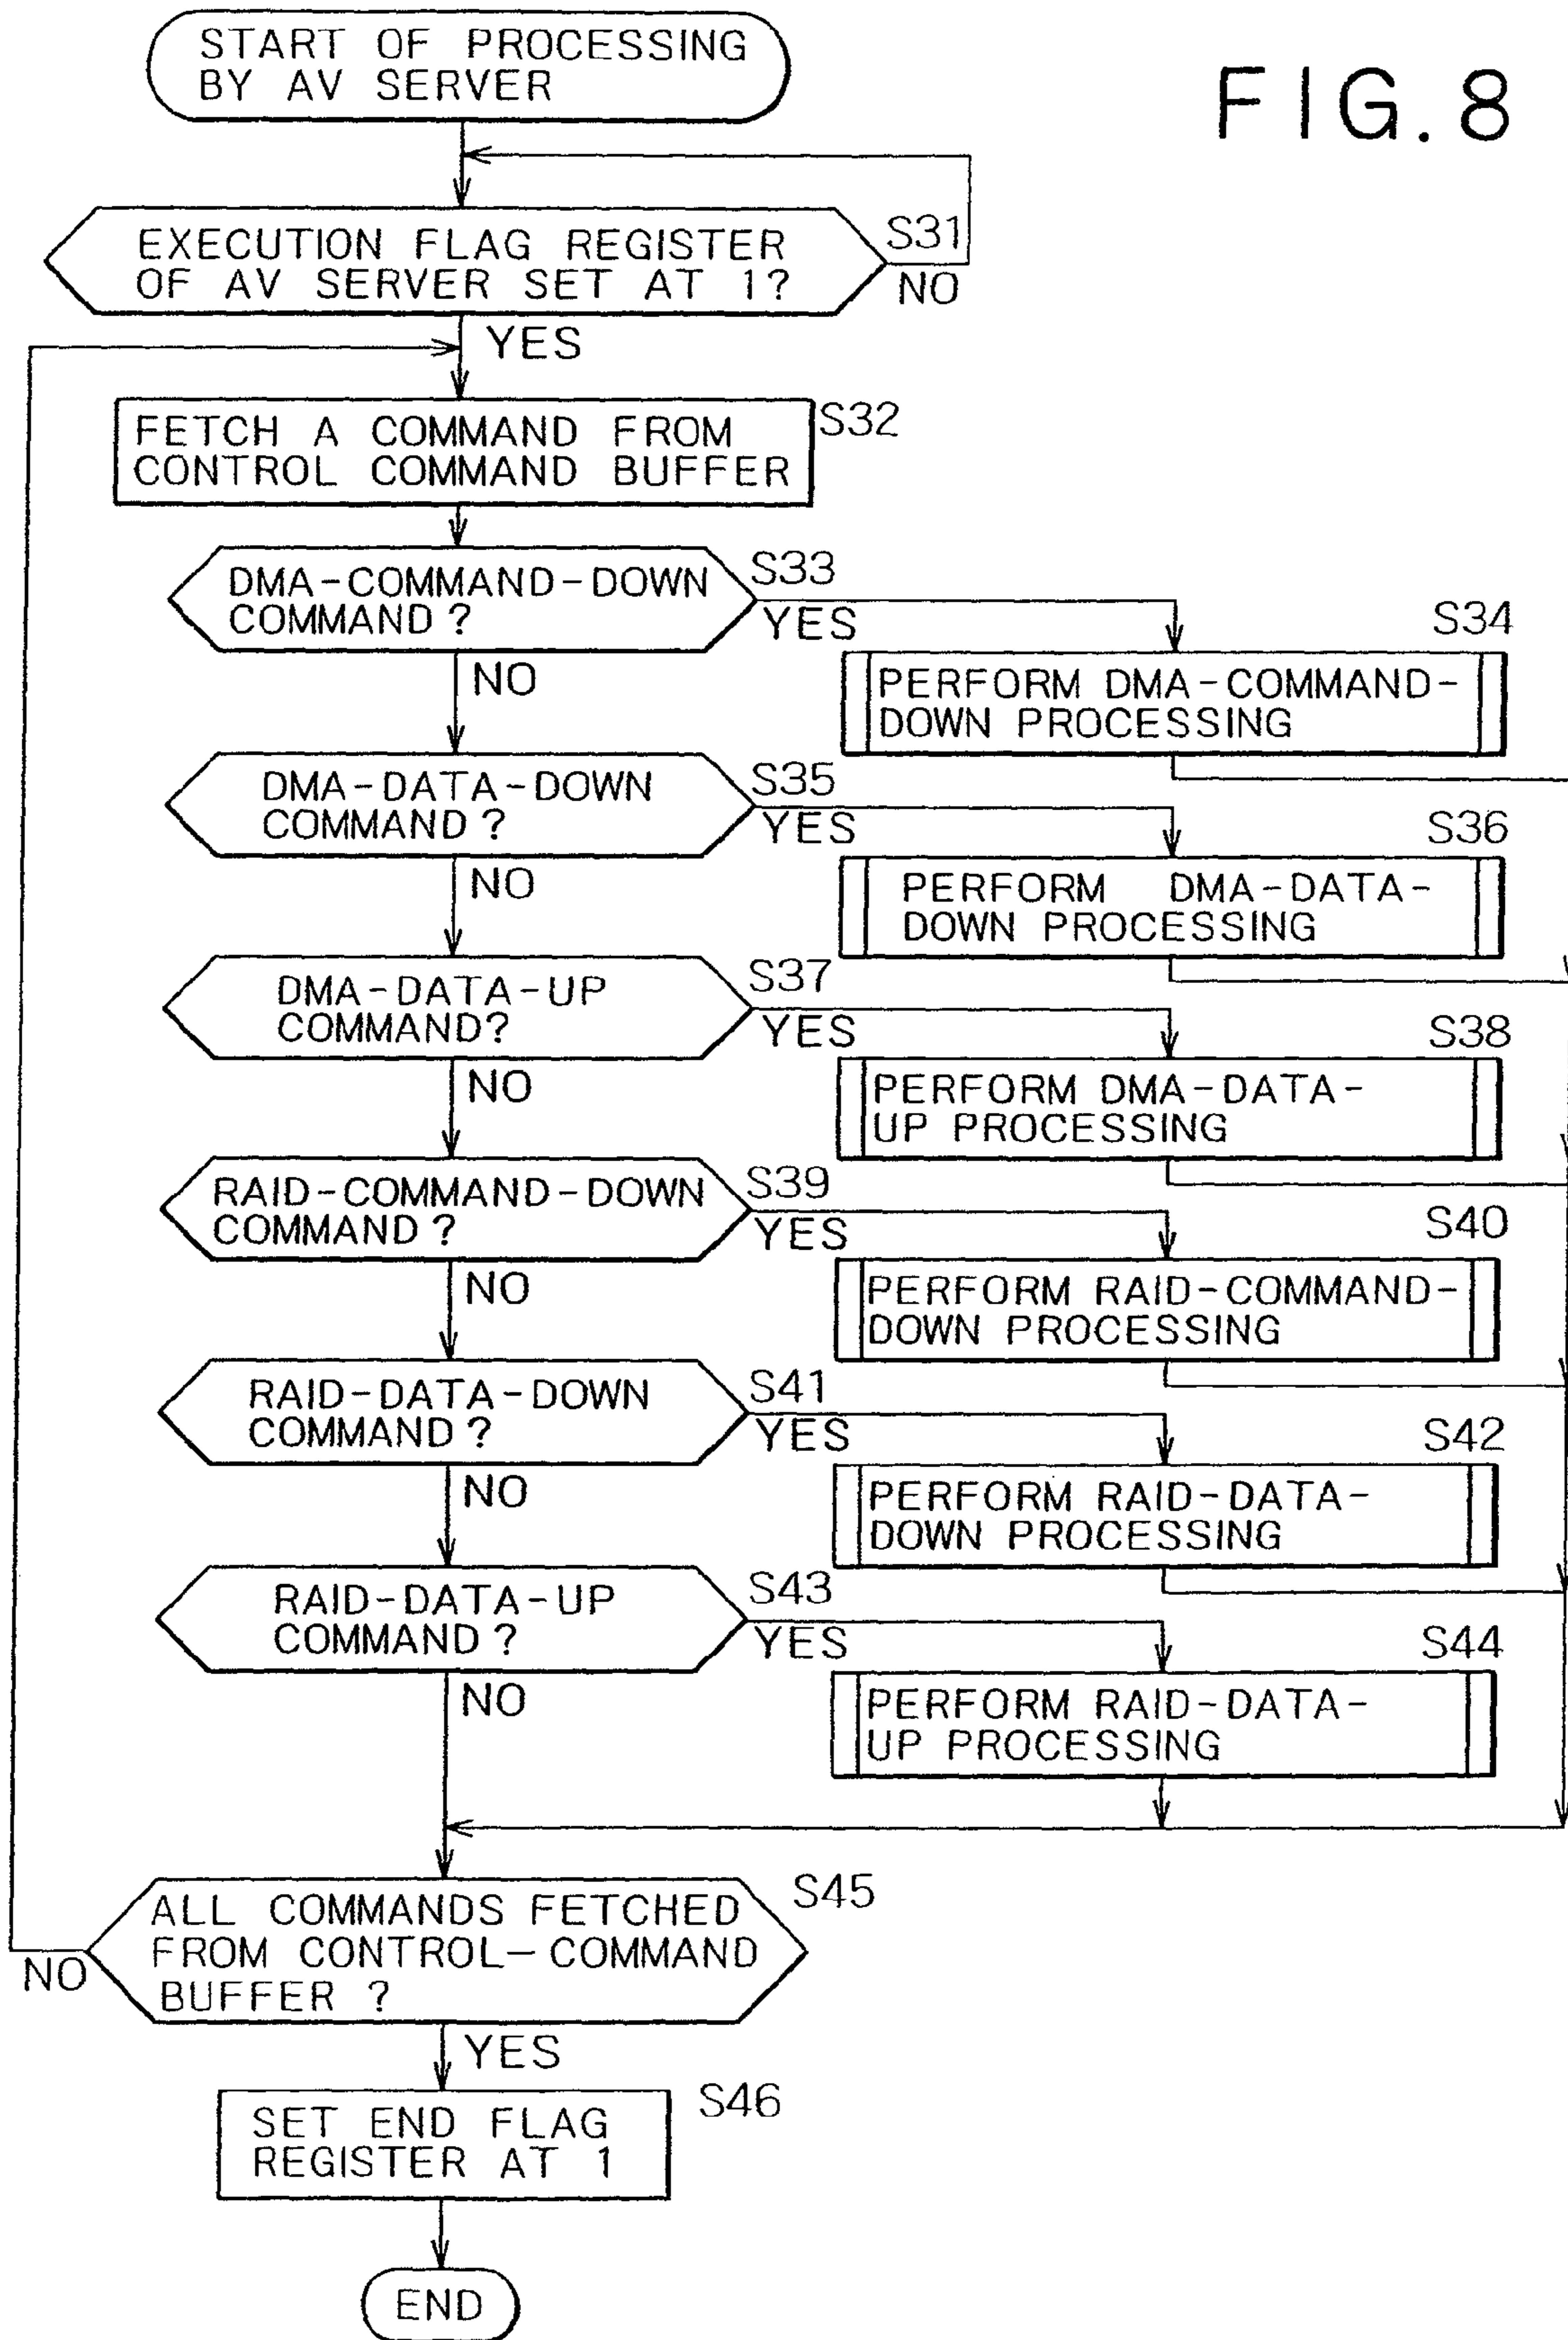 FIG. 8
START OF PROCESSING
BY AV SERVER
EXECUTION FLAG REGISTER
OF AV SERVER SET AT 1?
S31
NO
YES
FETCH A COMMAND FROM
CONTROL COMMAND BUFFER
S32
DMA-COMMAND-DOWN
COMMAND?
S33
YES
NO
S34
PERFORM DMA-COMMAND-
DOWN PROCESSING
DMA-DATA-DOWN
COMMAND?
S35
YES
NO
S36
PERFORM DMA-DATA-
DOWN PROCESSING
DMA-DATA-UP
COMMAND?
S37
YES
NO
S38
PERFORM DMA-DATA-
UP PROCESSING
RAID-COMMAND-DOWN
COMMAND?
S39
YES
NO
S40
PERFORM RAID-COMMAND-
DOWN PROCESSING
RAID-DATA-DOWN
COMMAND?
S41
YES
NO
S42
PERFORM RAID-DATA-
DOWN PROCESSING
RAID-DATA-UP
COMMAND?
S43
YES
NO
S44
PERFORM RAID-DATA-
UP PROCESSING
ALL COMMANDS FETCHED
FROM CONTROL-COMMAND
BUFFER ?
S45
NO
YES
SET END FLAG
REGISTER AT 1
S46
END